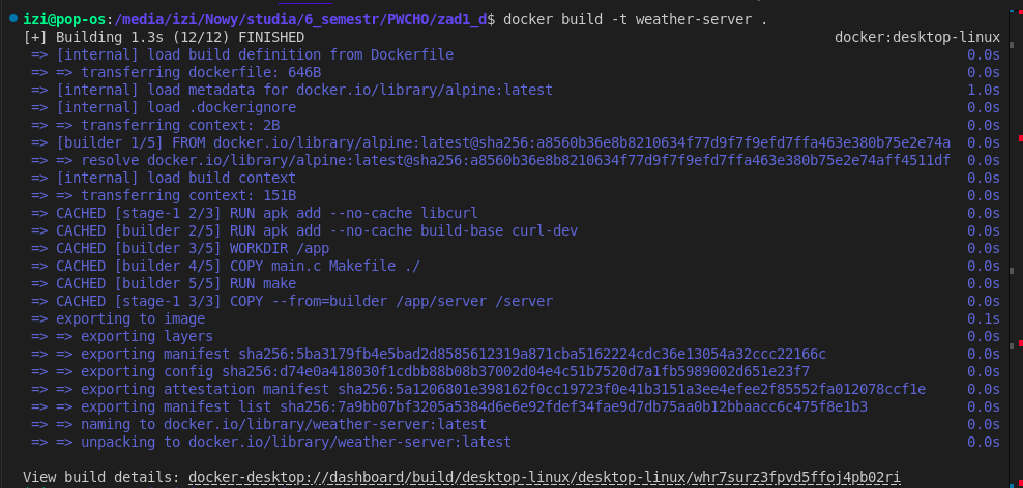 izi@pop-os:/media/izi/Nowy/studia/6_semestr/PWCHO/zad1_d$ docker build -t weather-server .
[+] Building 1.3s (12/12) FINISHED docker:desktop-linux
=> [internal] load build definition from Dockerfile 0.0s
=> => transferring dockerfile: 646B 0.0s
=> [internal] load metadata for docker.io/library/alpine:latest 1.0s
=> [internal] load .dockerignore 0.0s
=> => transferring context: 2B 0.0s
=> [builder 1/5] FROM docker.io/library/alpine:latest@sha256:a8560b36e8b8210634f77d9f7f9efd7ffa463e380b75e2e74a 0.0s
=> => resolve docker.io/library/alpine:latest@sha256:a8560b36e8b8210634f77d9f7f9efd7ffa463e380b75e2e74aff4511df 0.0s
=> [internal] load build context 0.0s
=> => transferring context: 151B 0.0s
=> CACHED [stage-1 2/3] RUN apk add --no-cache libcurl 0.0s
=> CACHED [builder 2/5] RUN apk add --no-cache build-base curl-dev 0.0s
=> CACHED [builder 3/5] WORKDIR /app 0.0s
=> CACHED [builder 4/5] COPY main.c Makefile ./ 0.0s
=> CACHED [builder 5/5] RUN make 0.0s
=> CACHED [stage-1 3/3] COPY --from=builder /app/server /server 0.0s
=> exporting to image 0.1s
=> => exporting layers 0.0s
=> => exporting manifest sha256:5ba3179fb4e5bad2d8585612319a871cba5162224cdc36e13054a32ccc22166c 0.0s
=> => exporting config sha256:d74e0a418030f1cdbb88b08b37002d04e4c51b7520d7a1fb5989002d651e23f7 0.0s
=> => exporting attestation manifest sha256:5a1206801e398162f0cc19723f0e41b3151a3ee4efee2f85552fa012078ccf1e 0.0s
=> => exporting manifest list sha256:7a9bb07bf3205a5384d6e6e92fdef34fae9d7db75aa0b12bbaacc6c475f8e1b3 0.0s
=> => naming to docker.io/library/weather-server:latest 0.0s
=> => unpacking to docker.io/library/weather-server:latest 0.0s
View build details: docker-desktop://dashboard/build/desktop-linux/desktop-linux/whr7surz3fpvd5ffoj4pb02ri